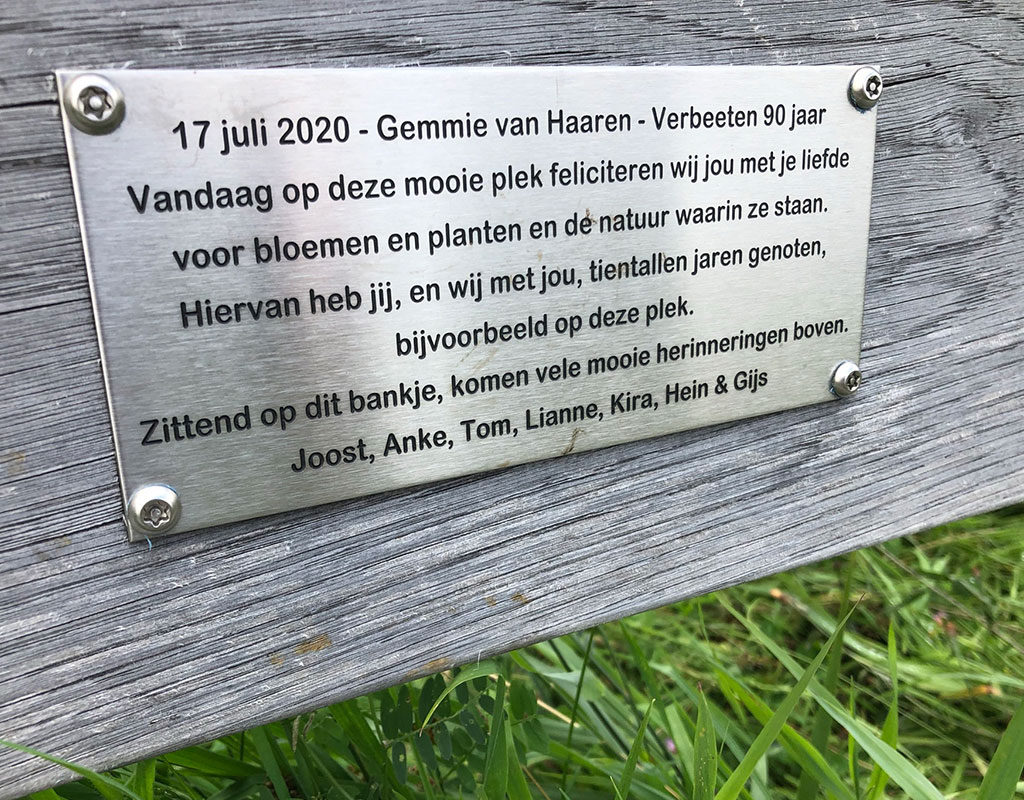 17 juli 2020 - Gemmie van Haaren - Verbeeten 90 jaar
Vandaag op deze mooie plek feliciteren wij jou met je liefde
voor bloemen en planten en de natuur waarin ze staan.
Hiervan heb jij, en wij met jou, tientallen jaren genoten,
bijvoorbeeld op deze plek.
Zittend op dit bankje, komen vele mooie herinneringen boven.
Joost, Anke, Tom, Lianne, Kira, Hein & Gijs